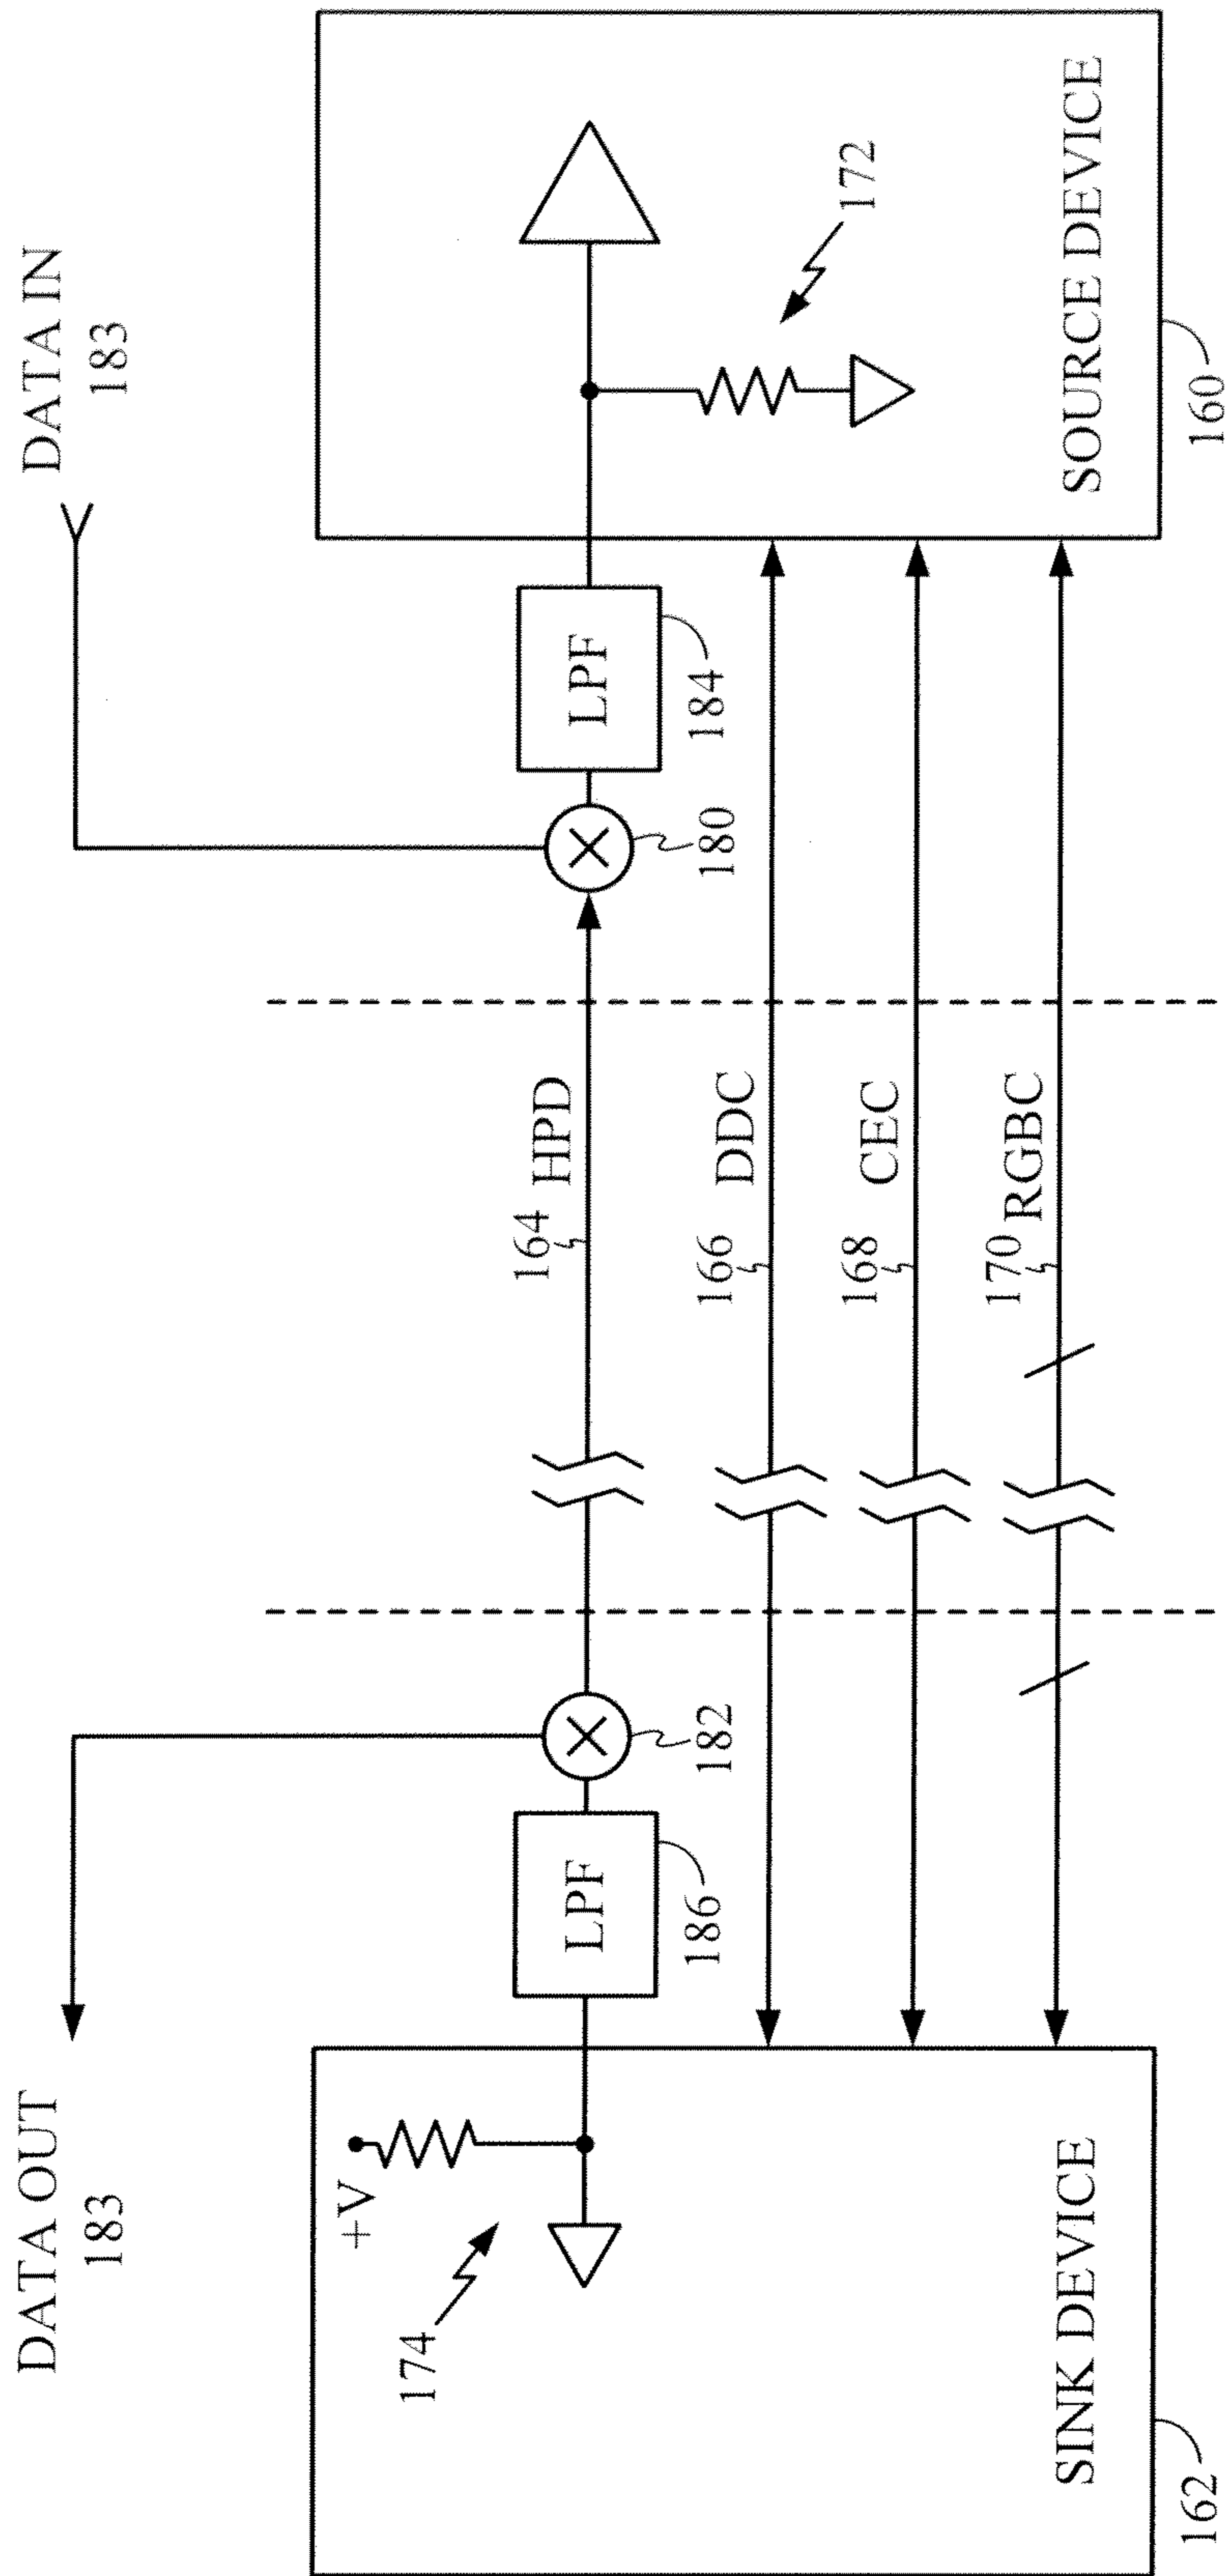 DATA OUT
183
DATA IN
183
+V
174
LPF
186
182
164
HPD
180
LPF
184
172
166
DDC
168
CEC
170
RGBC
SINK DEVICE
162
SOURCE DEVICE
160